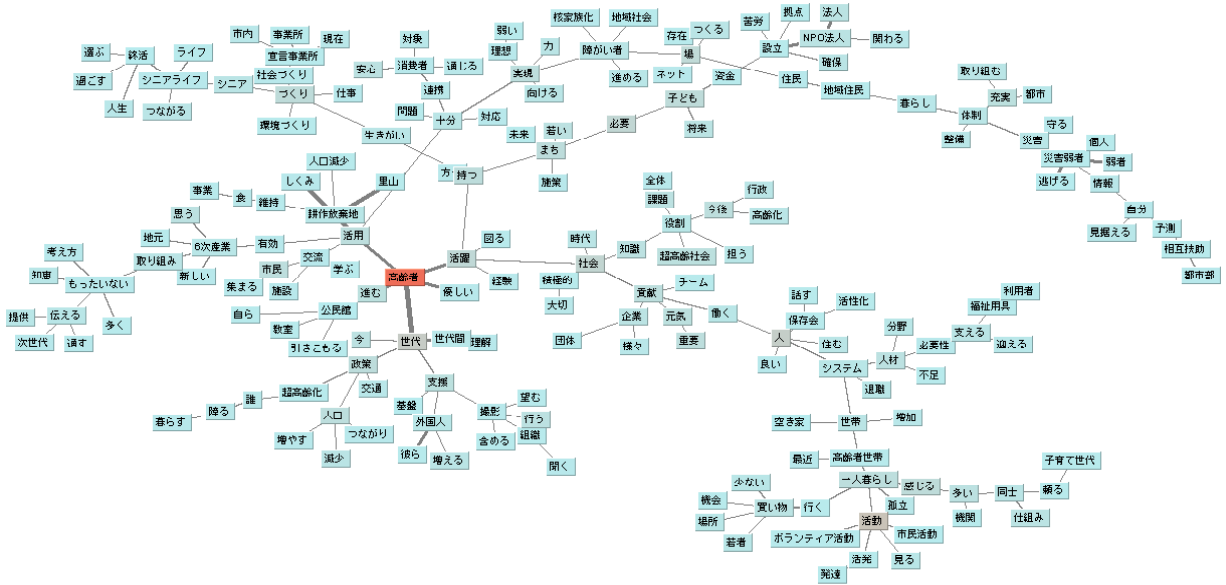 核家族化
地域社会
弱い
理想
力
障がい者
実現
進める
向ける
存在
つくる
場
ネット
苦労
拠点
法人
設立
NPO法人
関わる
確保
資金
住民
地域住民
暮らし
取り組む
充実
都市
体制
整備
災害
守る
個人
災害弱者
弱者
逃げる
情報
自分
見据える
予測
相互扶助
都市部
選ぶ
終活
ライフ
過ごす
シニアライフ
人生
つながる
シニア
市内
事業所
現在
宣言事業所
社会づくり
づくり
仕事
環境づくり
生きがい
対象
安心
消費者
通じる
連携
問題
十分
対応
子ども
将来
必要
未来
若い
まち
施策
方
持つ
人口減少
しくみ
里山
事業
食
維持
耕作放棄地
思う
地元
6次産業
有効
活用
取り組み
新しい
考え方
知恵
もったいない
提供
伝える
多く
次世代
通す
市民
交流
学ぶ
集まる
施設
高齢者
活躍
図る
経験
優しい
進む
自ら
公民館
教室
引きこもる
今
世代
世代間
理解
政策
交通
超高齢化
誰
障る
暮らす
人口
増やす
つながり
減少
支援
基盤
外国人
彼ら
増える
撮影
望む
行う
組織
含める
聞く
全体
課題
役割
今後
行政
高齢化
超高齢社会
担う
時代
知識
社会
積極的
大切
貢献
チーム
企業
元気
団体
様々
重要
働く
人
話す
活性化
保存会
住む
良い
システム
退職
人材
分野
必要性
不足
支える
福祉用具
利用者
迎える
世帯
空き家
増加
最近
高齢者世帯
一人暮らし
感じる
多い
機関
同士
仕組み
頼る
子育て世代
孤立
行く
買い物
少ない
機会
場所
若者
活動
ボランティア活動
市民活動
活発
発達
見る